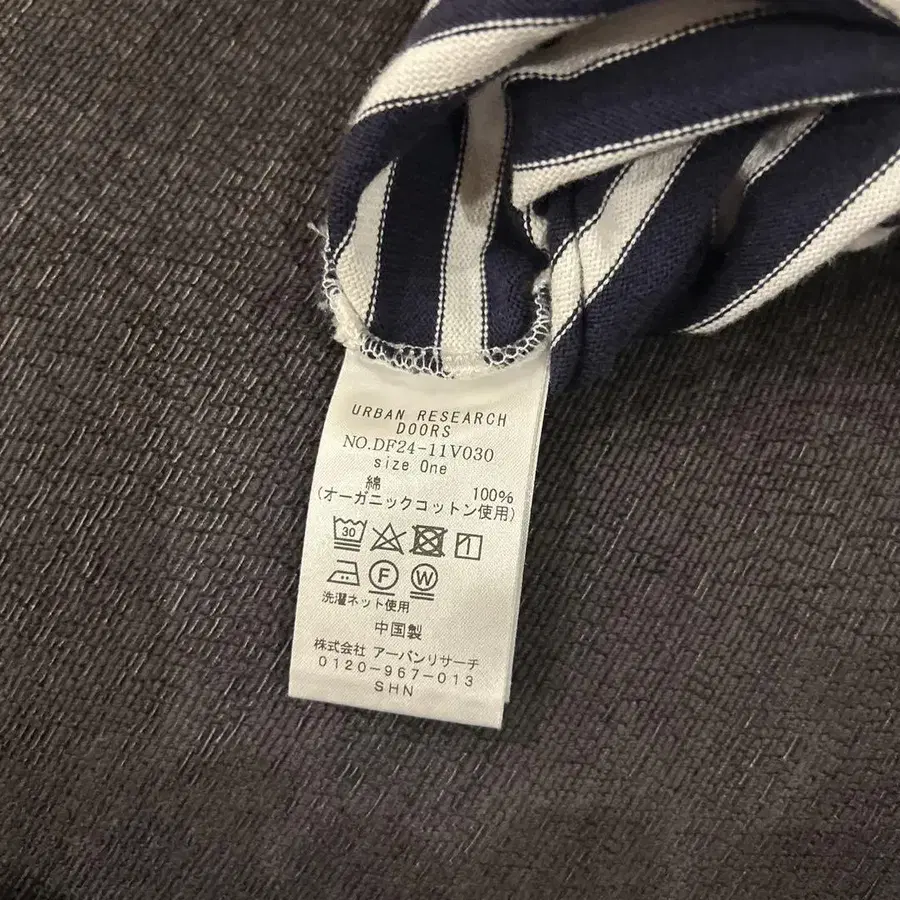 URBAN RESEARCH
DOORS
NO.DF24-11V030
size One
綿 100%
(オーガニックコットン使用)
30
F W
洗濯ネット使用
中国製
株式会社 アーバンリサーチ
0120-967-013
SHN